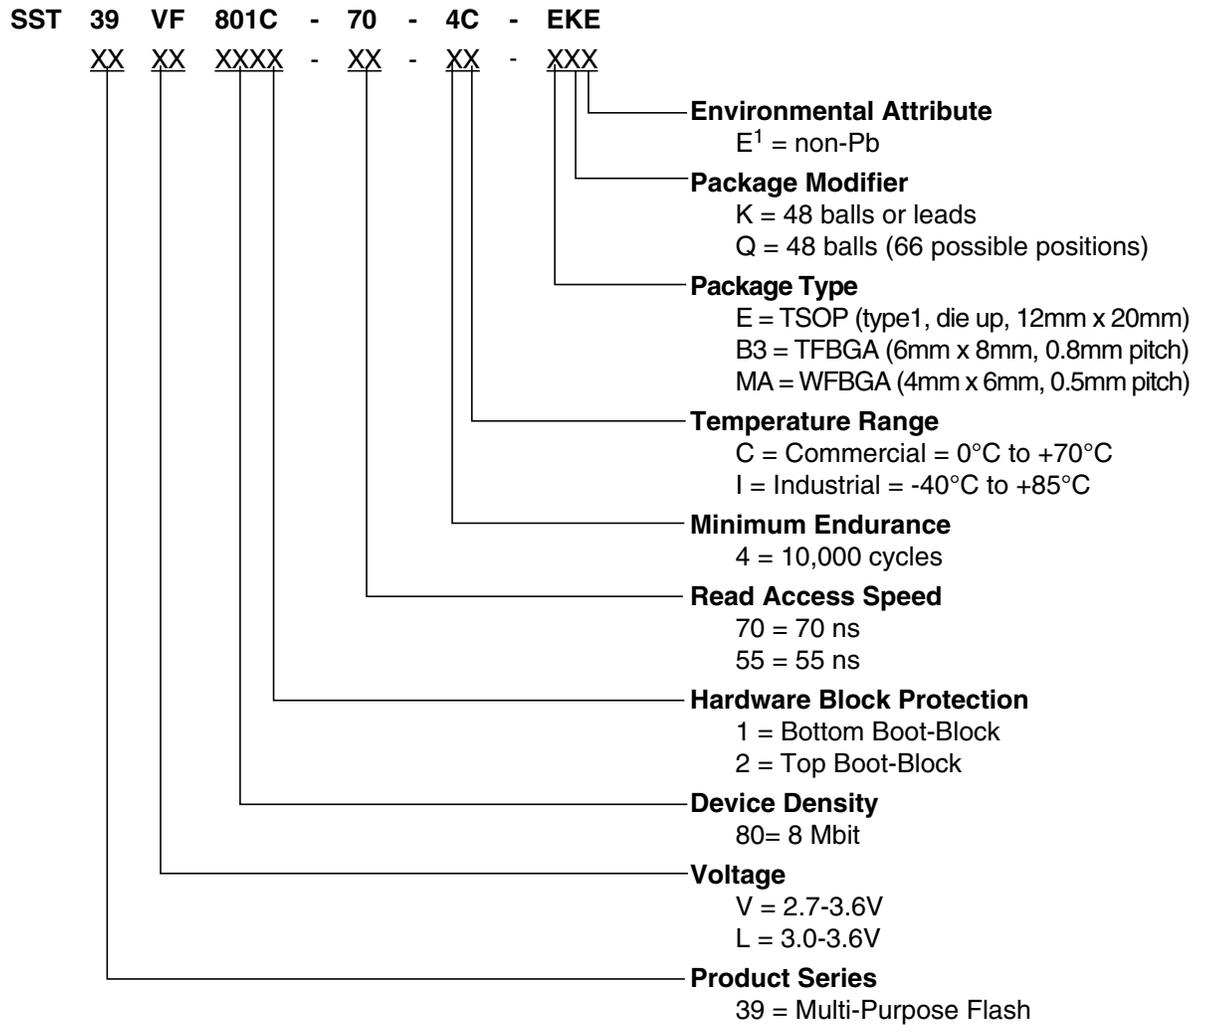 SST 39 VF 801C - 70 - 4C - EKE
XX XX XXXX - XX - XX - XXX
Environmental Attribute
E1 = non-Pb
Package Modifier
K = 48 balls or leads
Q = 48 balls (66 possible positions)
Package Type
E = TSOP (type1, die up, 12mm x 20mm)
B3 = TFBGA (6mm x 8mm, 0.8mm pitch)
MA = WFBGA (4mm x 6mm, 0.5mm pitch)
Temperature Range
C = Commercial = 0°C to +70°C
I = Industrial = -40°C to +85°C
Minimum Endurance
4 = 10,000 cycles
Read Access Speed
70 = 70 ns
55 = 55 ns
Hardware Block Protection
1 = Bottom Boot-Block
2 = Top Boot-Block
Device Density
80= 8 Mbit
Voltage
V = 2.7-3.6V
L = 3.0-3.6V
Product Series
39 = Multi-Purpose Flash